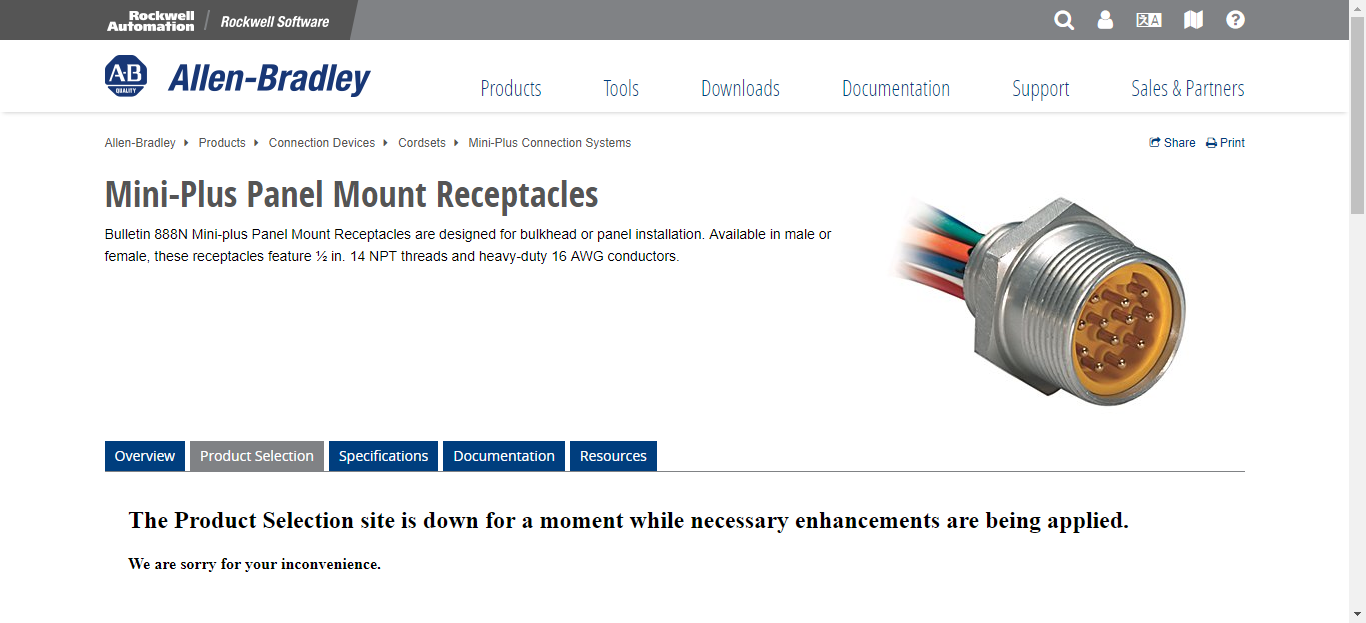 Rockwell Automation
Rockwell Software
A·B
QUALITY
Allen-Bradley
Products
Tools
Downloads
Documentation
Support
Sales & Partners
Allen-Bradley
Products
Connection Devices
Cordsets
Mini-Plus Connection Systems
Share
Print
Mini-Plus Panel Mount Receptacles
Bulletin 888N Mini-plus Panel Mount Receptacles are designed for bulkhead or panel installation. Available in male or
female, these receptacles feature ½ in. 14 NPT threads and heavy-duty 16 AWG conductors.
Overview
Product Selection
Specifications
Documentation
Resources
The Product Selection site is down for a moment while necessary enhancements are being applied.
We are sorry for your inconvenience.